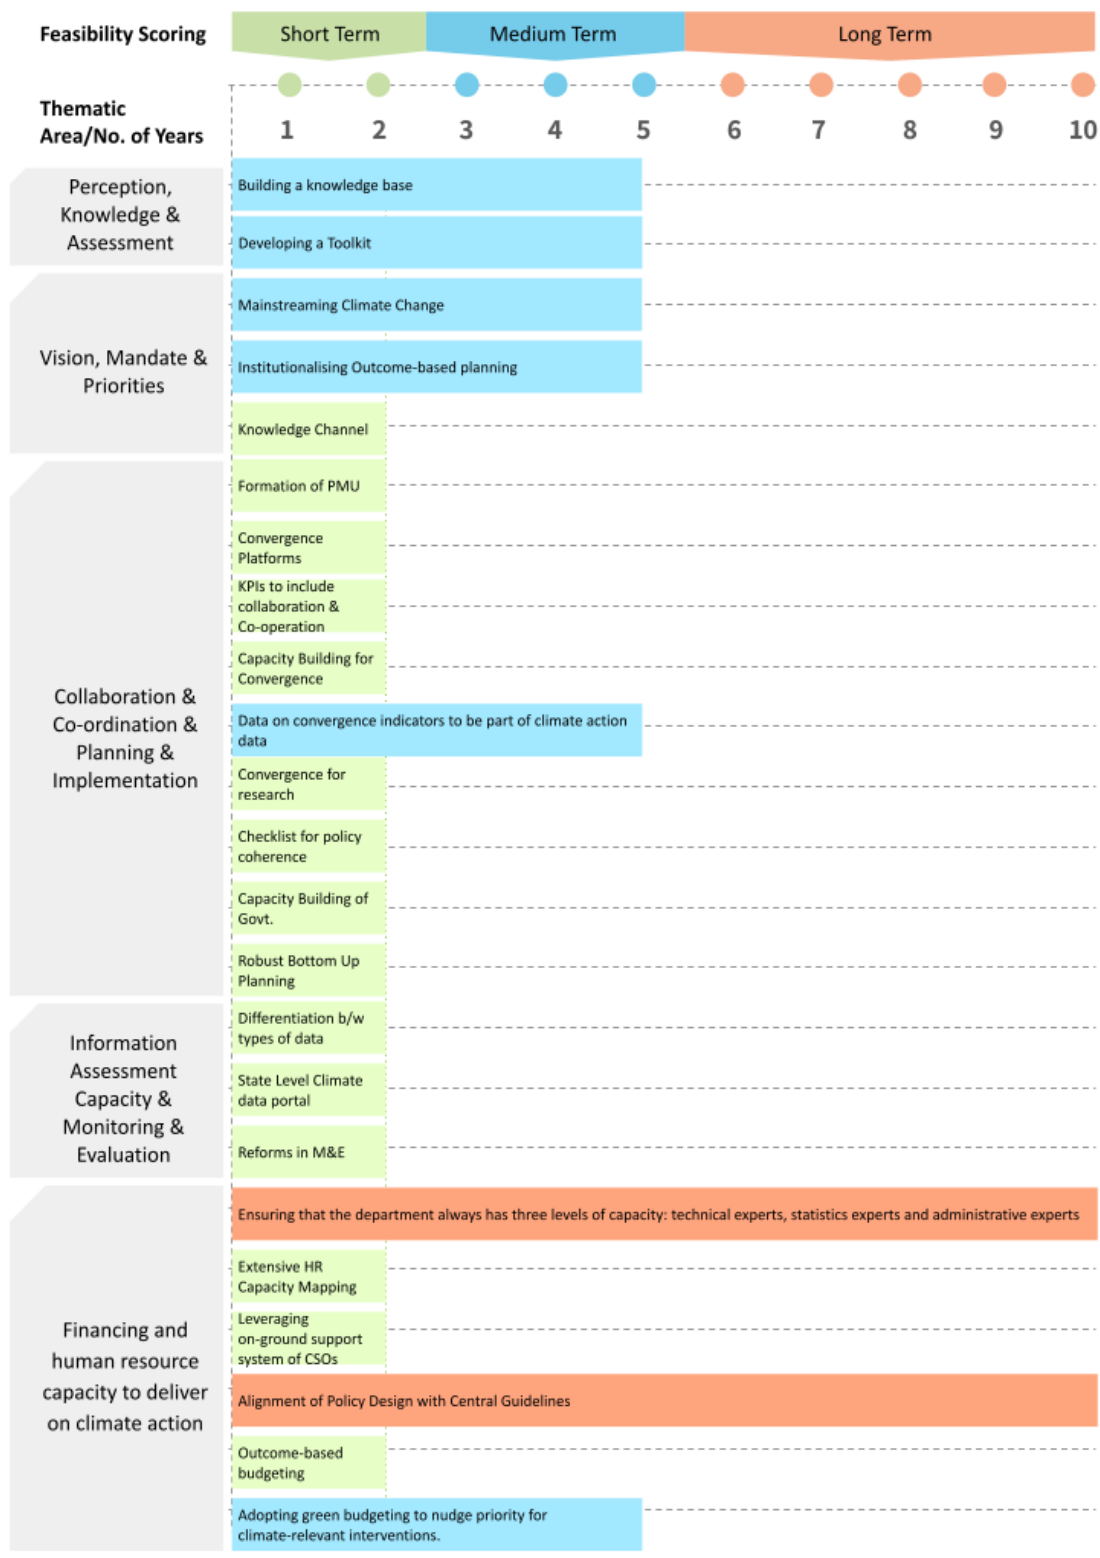 Feasibility Scoring
Short Term
Medium Term
Long Term
Thematic
Area/No. of Years
1 2 3 4 5 6 7 8 9 10
Perception,
Knowledge &
Assessment
Building a knowledge base
Developing a Toolkit
Vision, Mandate &
Priorities
Mainstreaming Climate Change
Institutionalising Outcome-based planning
Knowledge Channel
Collaboration &
Co-ordination &
Planning &
Implementation
Formation of PMU
Convergence
Platforms
KPIs to include
collaboration &
Co-operation
Capacity Building for
Convergence
Data on convergence indicators to be part of climate action
data
Convergence for
research
Checklist for policy
coherence
Capacity Building of
Govt.
Robust Bottom Up
Planning
Information
Assessment
Capacity &
Monitoring &
Evaluation
Differentiation b/w
types of data
State Level Climate
data portal
Reforms in M&E
Financing and
human resource
capacity to deliver
on climate action
Ensuring that the department always has three levels of capacity: technical experts, statistics experts and administrative experts
Extensive HR
Capacity Mapping
Leveraging
on-ground support
system of CSOs
Alignment of Policy Design with Central Guidelines
Outcome-based
budgeting
Adopting green budgeting to nudge priority for
climate-relevant interventions.